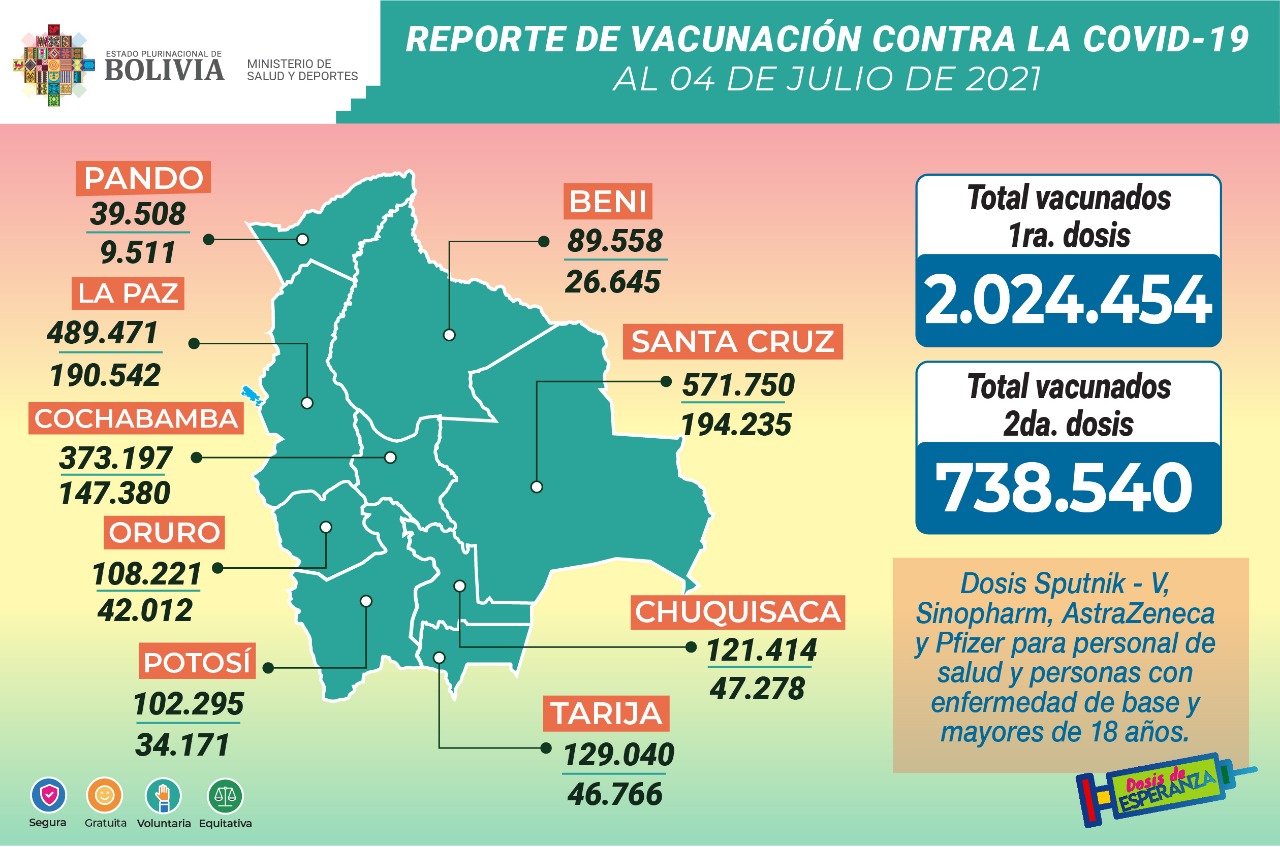 ESTADO PLURINACIONAL DE
BOLIVIA
MINISTERIO DE
SALUD Y DEPORTES
REPORTE DE VACUNACIÓN CONTRA LA COVID-19
AL 04 DE JULIO DE 2021
PANDO
39.508
9.511
LA PAZ
489.471
190.542
COCHABAMBA
373.197
147.380
ORURO
108.221
42.012
POTOSÍ
102.295
34.171
BENI
89.558
26.645
SANTA CRUZ
571.750
194.235
CHUQUISACA
121.414
47.278
TARIJA
129.040
46.766
Total vacunados
1ra. dosis
2.024.454
Total vacunados
2da. dosis
738.540
Dosis Sputnik - V,
Sinopharm, AstraZeneca
y Pfizer para personal de
salud y personas con
enfermedad de base y
mayores de 18 años.
Dosis de
ESPERANZA
Segura
Gratuita
Voluntaria
Equitativa